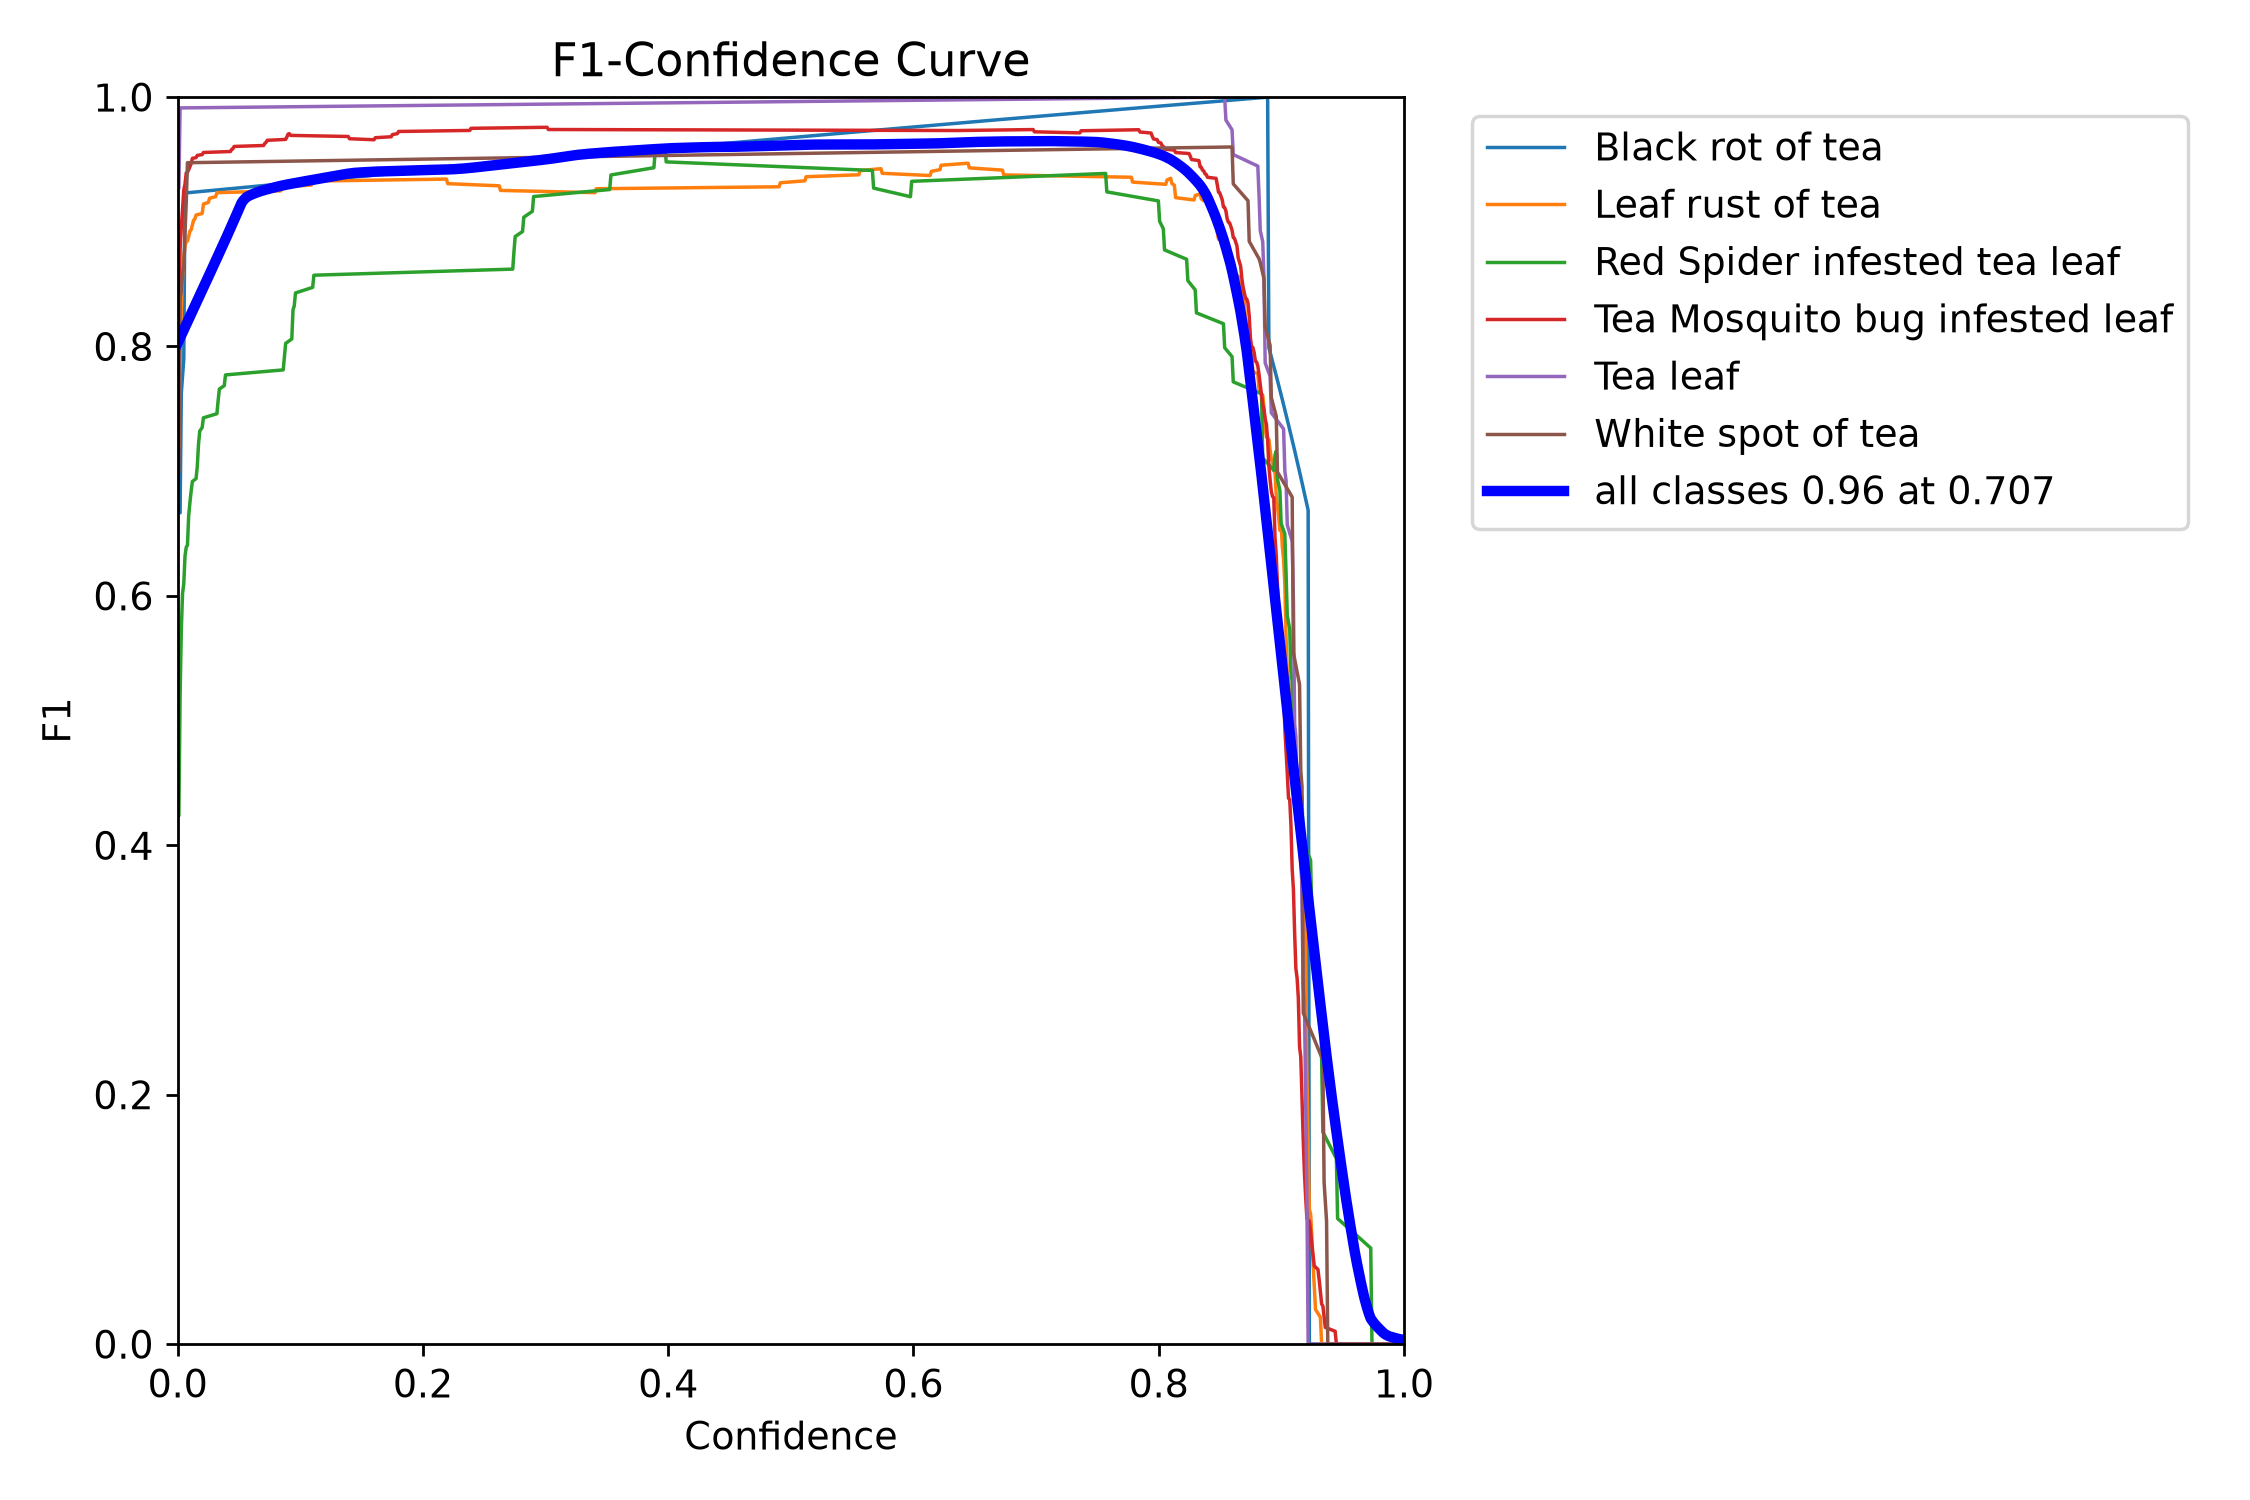 F1-Confidence Curve
1.0
0.8
0.6
0.4
0.2
0.0
F1
0.0 0.2 0.4 0.6 0.8 1.0
Confidence
Black rot of tea
Leaf rust of tea
Red Spider infested tea leaf
Tea Mosquito bug infested leaf
Tea leaf
White spot of tea
all classes 0.96 at 0.707